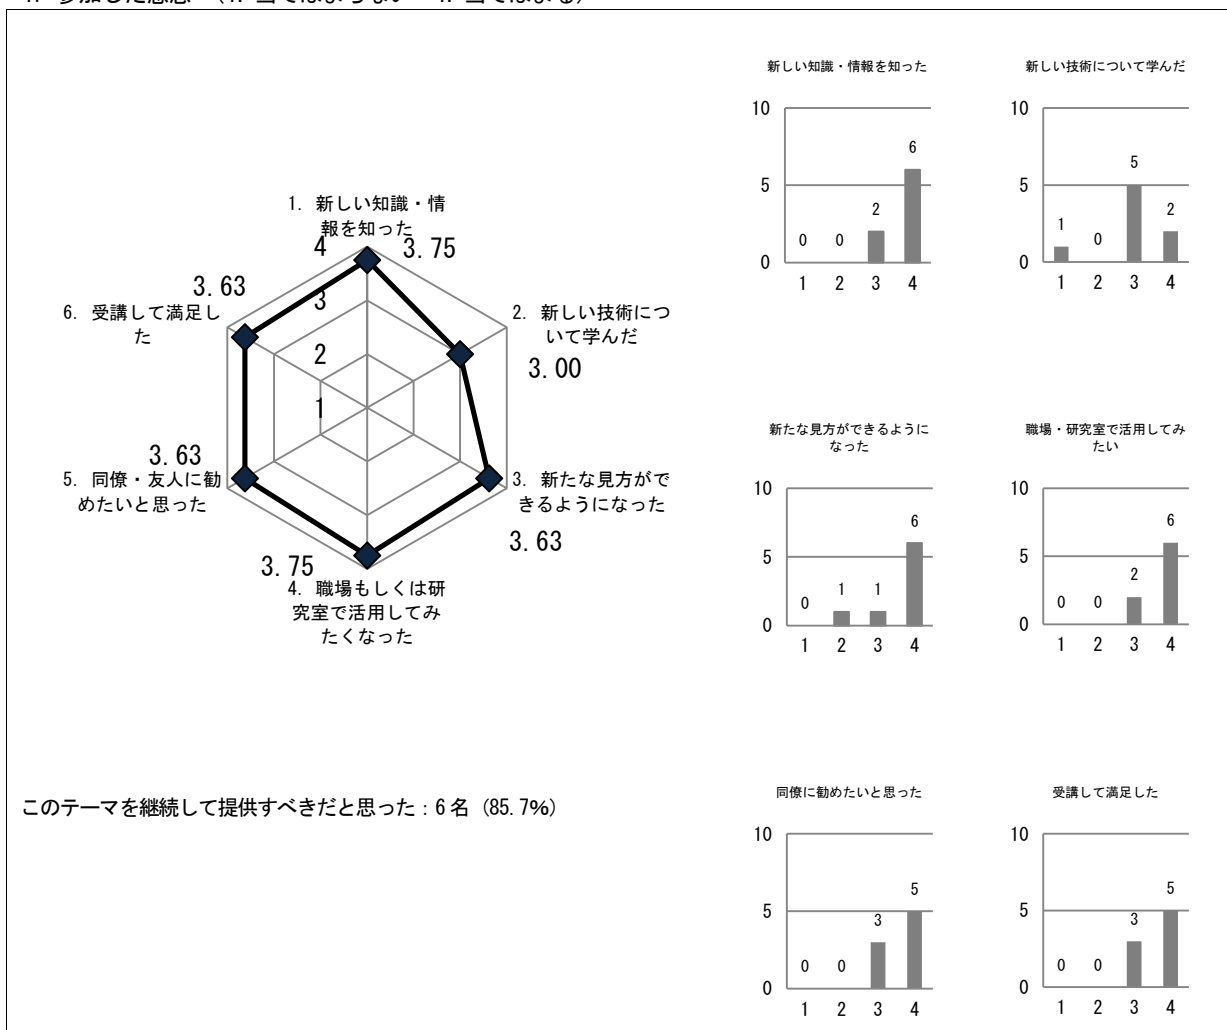 1. 新しい知識・情
報を知った
3.75
4
3
2
1
2. 新しい技術につ
いて学んだ
3.00
3. 新たな見方がで
きるようになった
3.63
3.75
4. 職場もしくは研
究室で活用してみ
たくなった
3.63
5. 同僚・友人に勧
めたいと思った
3.63
6. 受講して満足し
た
このテーマを継続して提供すべきだと思った:6名 (85.7%)
新しい知識・情報を知った
10
5
0
0
0
2
6
1 2 3 4
新しい技術について学んだ
10
5
0
1
0
5
2
1 2 3 4
新たな見方ができるように
なった
10
5
0
0
1
1
6
1 2 3 4
職場・研究室で活用してみ
たい
10
5
0
0
0
2
6
1 2 3 4
同僚に勧めたいと思った
10
5
0
0
0
3
5
1 2 3 4
受講して満足した
10
5
0
0
0
3
5
1 2 3 4